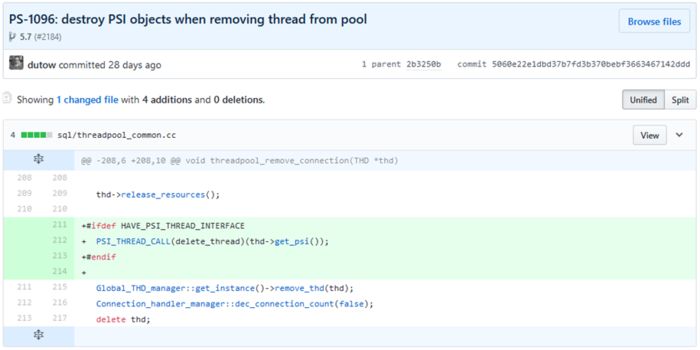 PS-1096: destroy PSI objects when removing thread from pool
Browse files
5.7 (#2184)
dutow committed 28 days ago
1 parent 2b3250b commit 5060e22e1dbd37b7fd3b370bebf3663467142ddd
Showing 1 changed file with 4 additions and 0 deletions.
Unified Split
4 sql/threadpool_common.cc
View
@@ -208,6 +208,10 @@ void threadpool_remove_connection(THD *thd)
208 208
209 209 thd->release_resources();
210 210
211 +#ifdef HAVE_PSI_THREAD_INTERFACE
212 + PSI_THREAD_CALL(delete_thread)(thd->get_psi());
213 +#endif
214 +
211 215 Global_THD_manager::get_instance()->remove_thd(thd);
212 216 Connection_handler_manager::dec_connection_count(false);
213 217 delete thd;